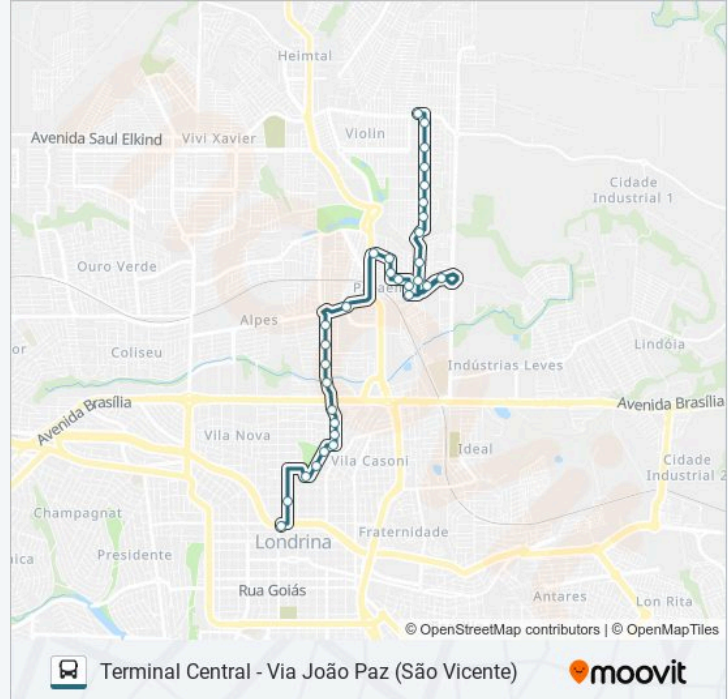 Heimtal
Avenida Saul Elkind
Vivi Xavier
Violin
Cidade
Industrial 1
Ouro Verde
Alpes
Coliseu
Lindóia
Indústrias Leves
Avenida Brasília
Avenida Brasília
Vila Nova
Vila Casoni
Ideal
Cidade
Industrial 2
Champagnat
Fraternidade
Londrina
Presidente
Rua Goiás
Antares
Lon Rita
© OpenStreetMap contributors | © OpenMapTiles
Terminal Central - Via João Paz (São Vicente)
moovit